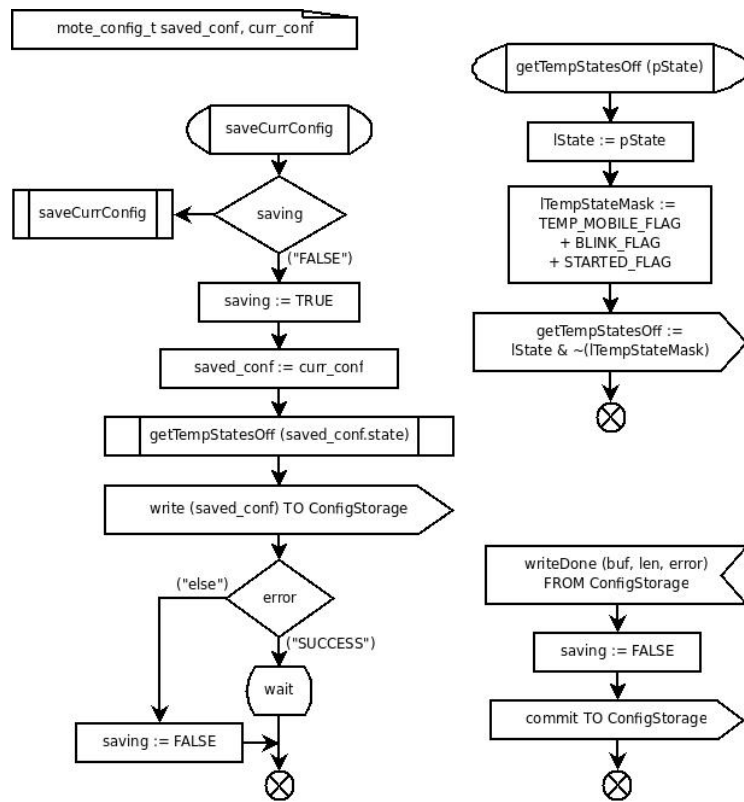 mote_config_t saved_conf, curr_conf
saveCurrConfig
saveCurrConfig
saving
("FALSE")
saving := TRUE
saved_conf := curr_conf
getTempStatesOff (saved_conf.state)
write (saved_conf) TO ConfigStorage
("else")
error
("SUCCESS")
wait
saving := FALSE
getTempStatesOff (pState)
lState := pState
lTempStateMask :=
TEMP_MOBILE_FLAG
+ BLINK_FLAG
+ STARTED_FLAG
getTempStatesOff :=
lState & ~(lTempStateMask)
writeDone (buf, len, error)
FROM ConfigStorage
saving := FALSE
commit TO ConfigStorage